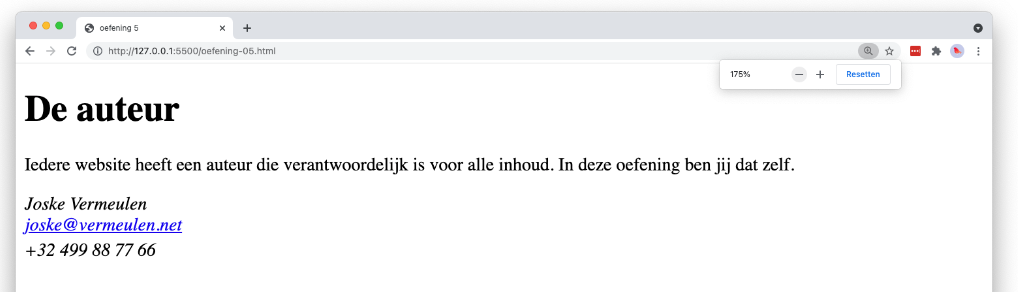 oefening 5
http://127.0.0.1:5500/oefening-05.html
175%
Resetten
De auteur
Iedere website heeft een auteur die verantwoordelijk is voor alle inhoud. In deze oefening ben jij dat zelf.
Joske Vermeulen
joske@vermeulen.net
+32 499 88 77 66